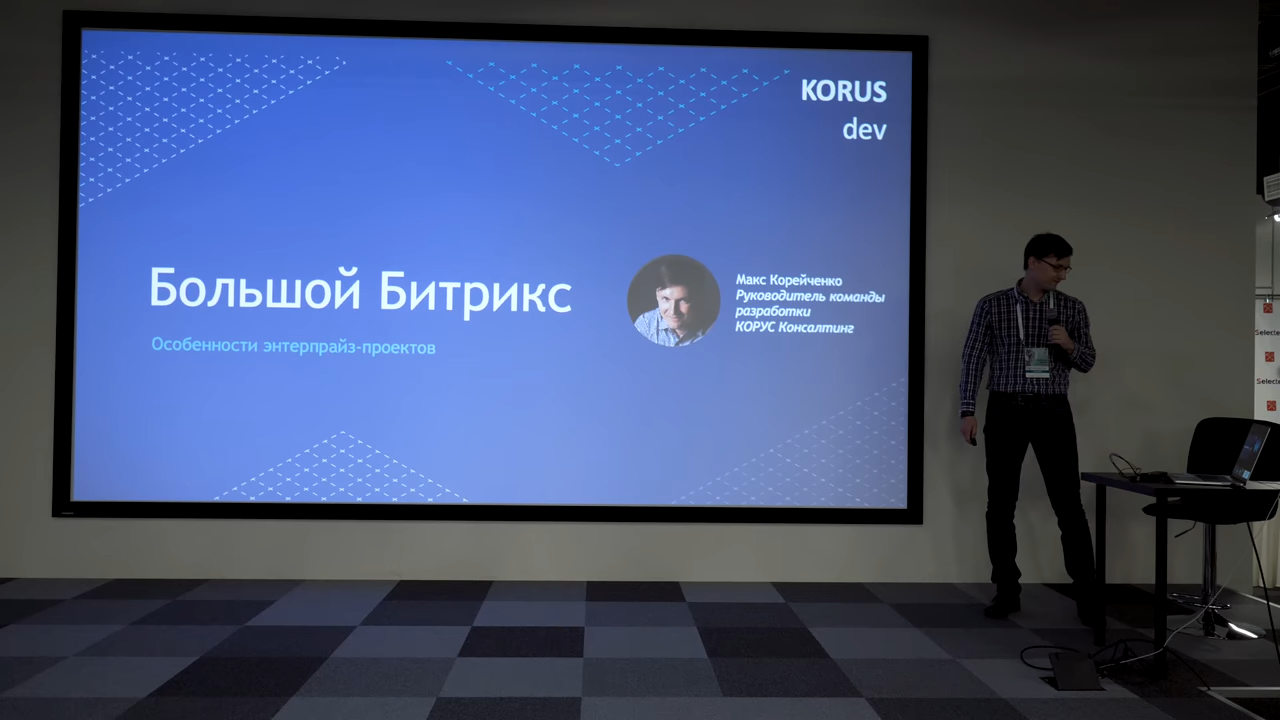 KORUS
dev
Большой Битрикс
Особенности энтерпрайз-проектов
Макс Корейченко
Руководитель команды
разработки
КОРУС Консалтинг